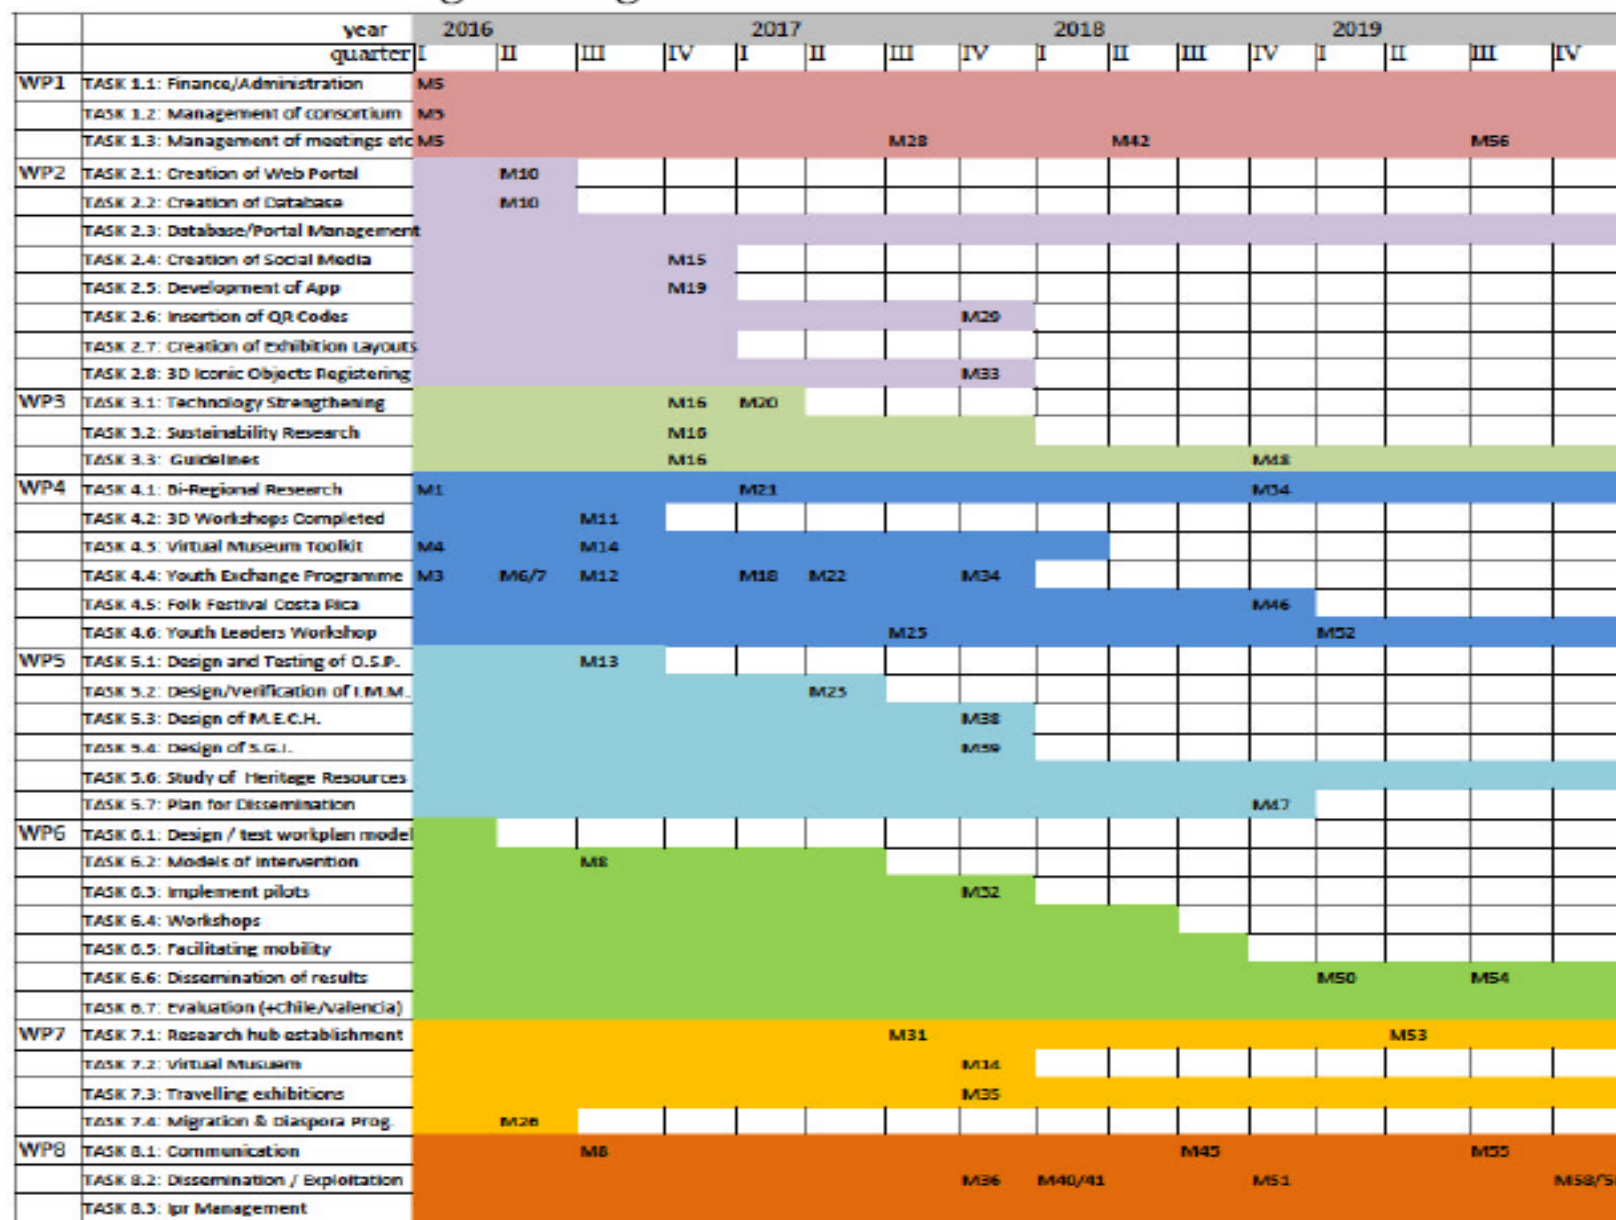 year 2016 2017 2018 2019
quarter I II III IV I II III IV I II III IV I II III IV
WP1 TASK 1.1: Finance/Administration M5
TASK 1.2: Management of consortium M5
TASK 1.3: Management of meetings etc M5 M28 M42 M56
WP2 TASK 2.1: Creation of Web Portal M10
TASK 2.2: Creation of Database M10
TASK 2.3: Database/Portal Management
TASK 2.4: Creation of Social Media M15
TASK 2.5: Development of App M19
TASK 2.6: Insertion of QR Codes M29
TASK 2.7: Creation of Exhibition Layouts
TASK 2.8: 3D Iconic Objects Registering M33
WP3 TASK 3.1: Technology Strengthening M16 M20
TASK 3.2: Sustainability Research M16
TASK 3.3: Guidelines M16 M48
WP4 TASK 4.1: Bi-Regional Research M1 M21 M34
TASK 4.2: 3D Workshops Completed M11
TASK 4.3: Virtual Museum Toolkit M4 M14
TASK 4.4: Youth Exchange Programme M3 M6/7 M12 M18 M22 M34
TASK 4.5: Folk Festival Costa Rica M46
TASK 4.6: Youth Leaders Workshop M25 M52
WP5 TASK 5.1: Design and Testing of O.S.P. M13
TASK 5.2: Design/Verification of I.M.M. M23
TASK 5.3: Design of M.E.C.H. M38
TASK 5.4: Design of S.G.I. M39
TASK 5.6: Study of Heritage Resources
TASK 5.7: Plan for Dissemination M47
WP6 TASK 6.1: Design / test workplan model
TASK 6.2: Models of Intervention M8
TASK 6.3: Implement pilots M32
TASK 6.4: Workshops
TASK 6.5: Facilitating mobility
TASK 6.6: Dissemination of results M50 M54
TASK 6.7: Evaluation (+Chile/Valencia)
WP7 TASK 7.1: Research hub establishment M31 M53
TASK 7.2: Virtual Musuem M14
TASK 7.3: Travelling exhibitions M35
TASK 7.4: Migration & Diaspora Prog. M26
WP8 TASK 8.1: Communication M8 M45 M55
TASK 8.2: Dissemination / Exploitation M36 M40/41 M51
TASK 8.3: Ipr Management